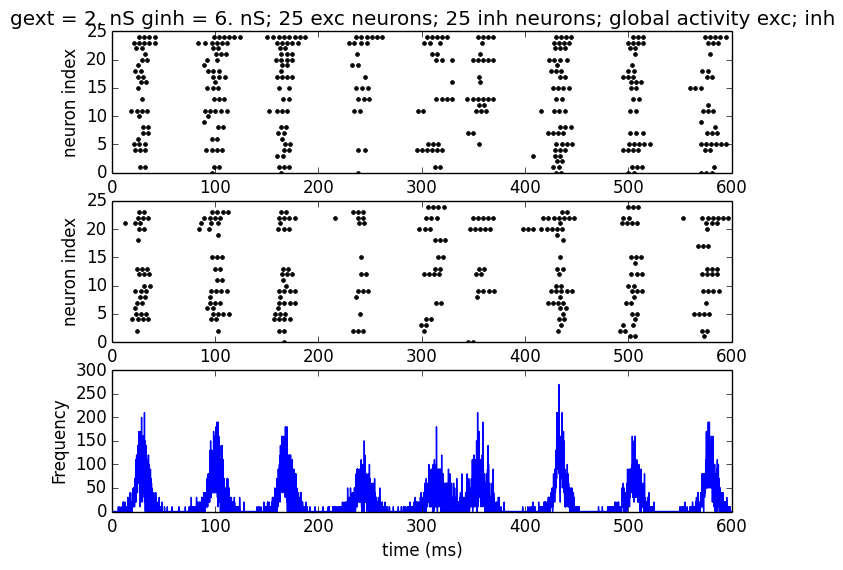 gext = 2. nS ginh = 6. nS; 25 exc neurons; 25 inh neurons; global activity exc; inh
25
20
15
10
5
0
neuron index
0 100 200 300 400 500 600
25
20
15
10
5
0
neuron index
0 100 200 300 400 500 600
300
250
200
150
100
50
0
Frequency
0 100 200 300 400 500 600
time (ms)